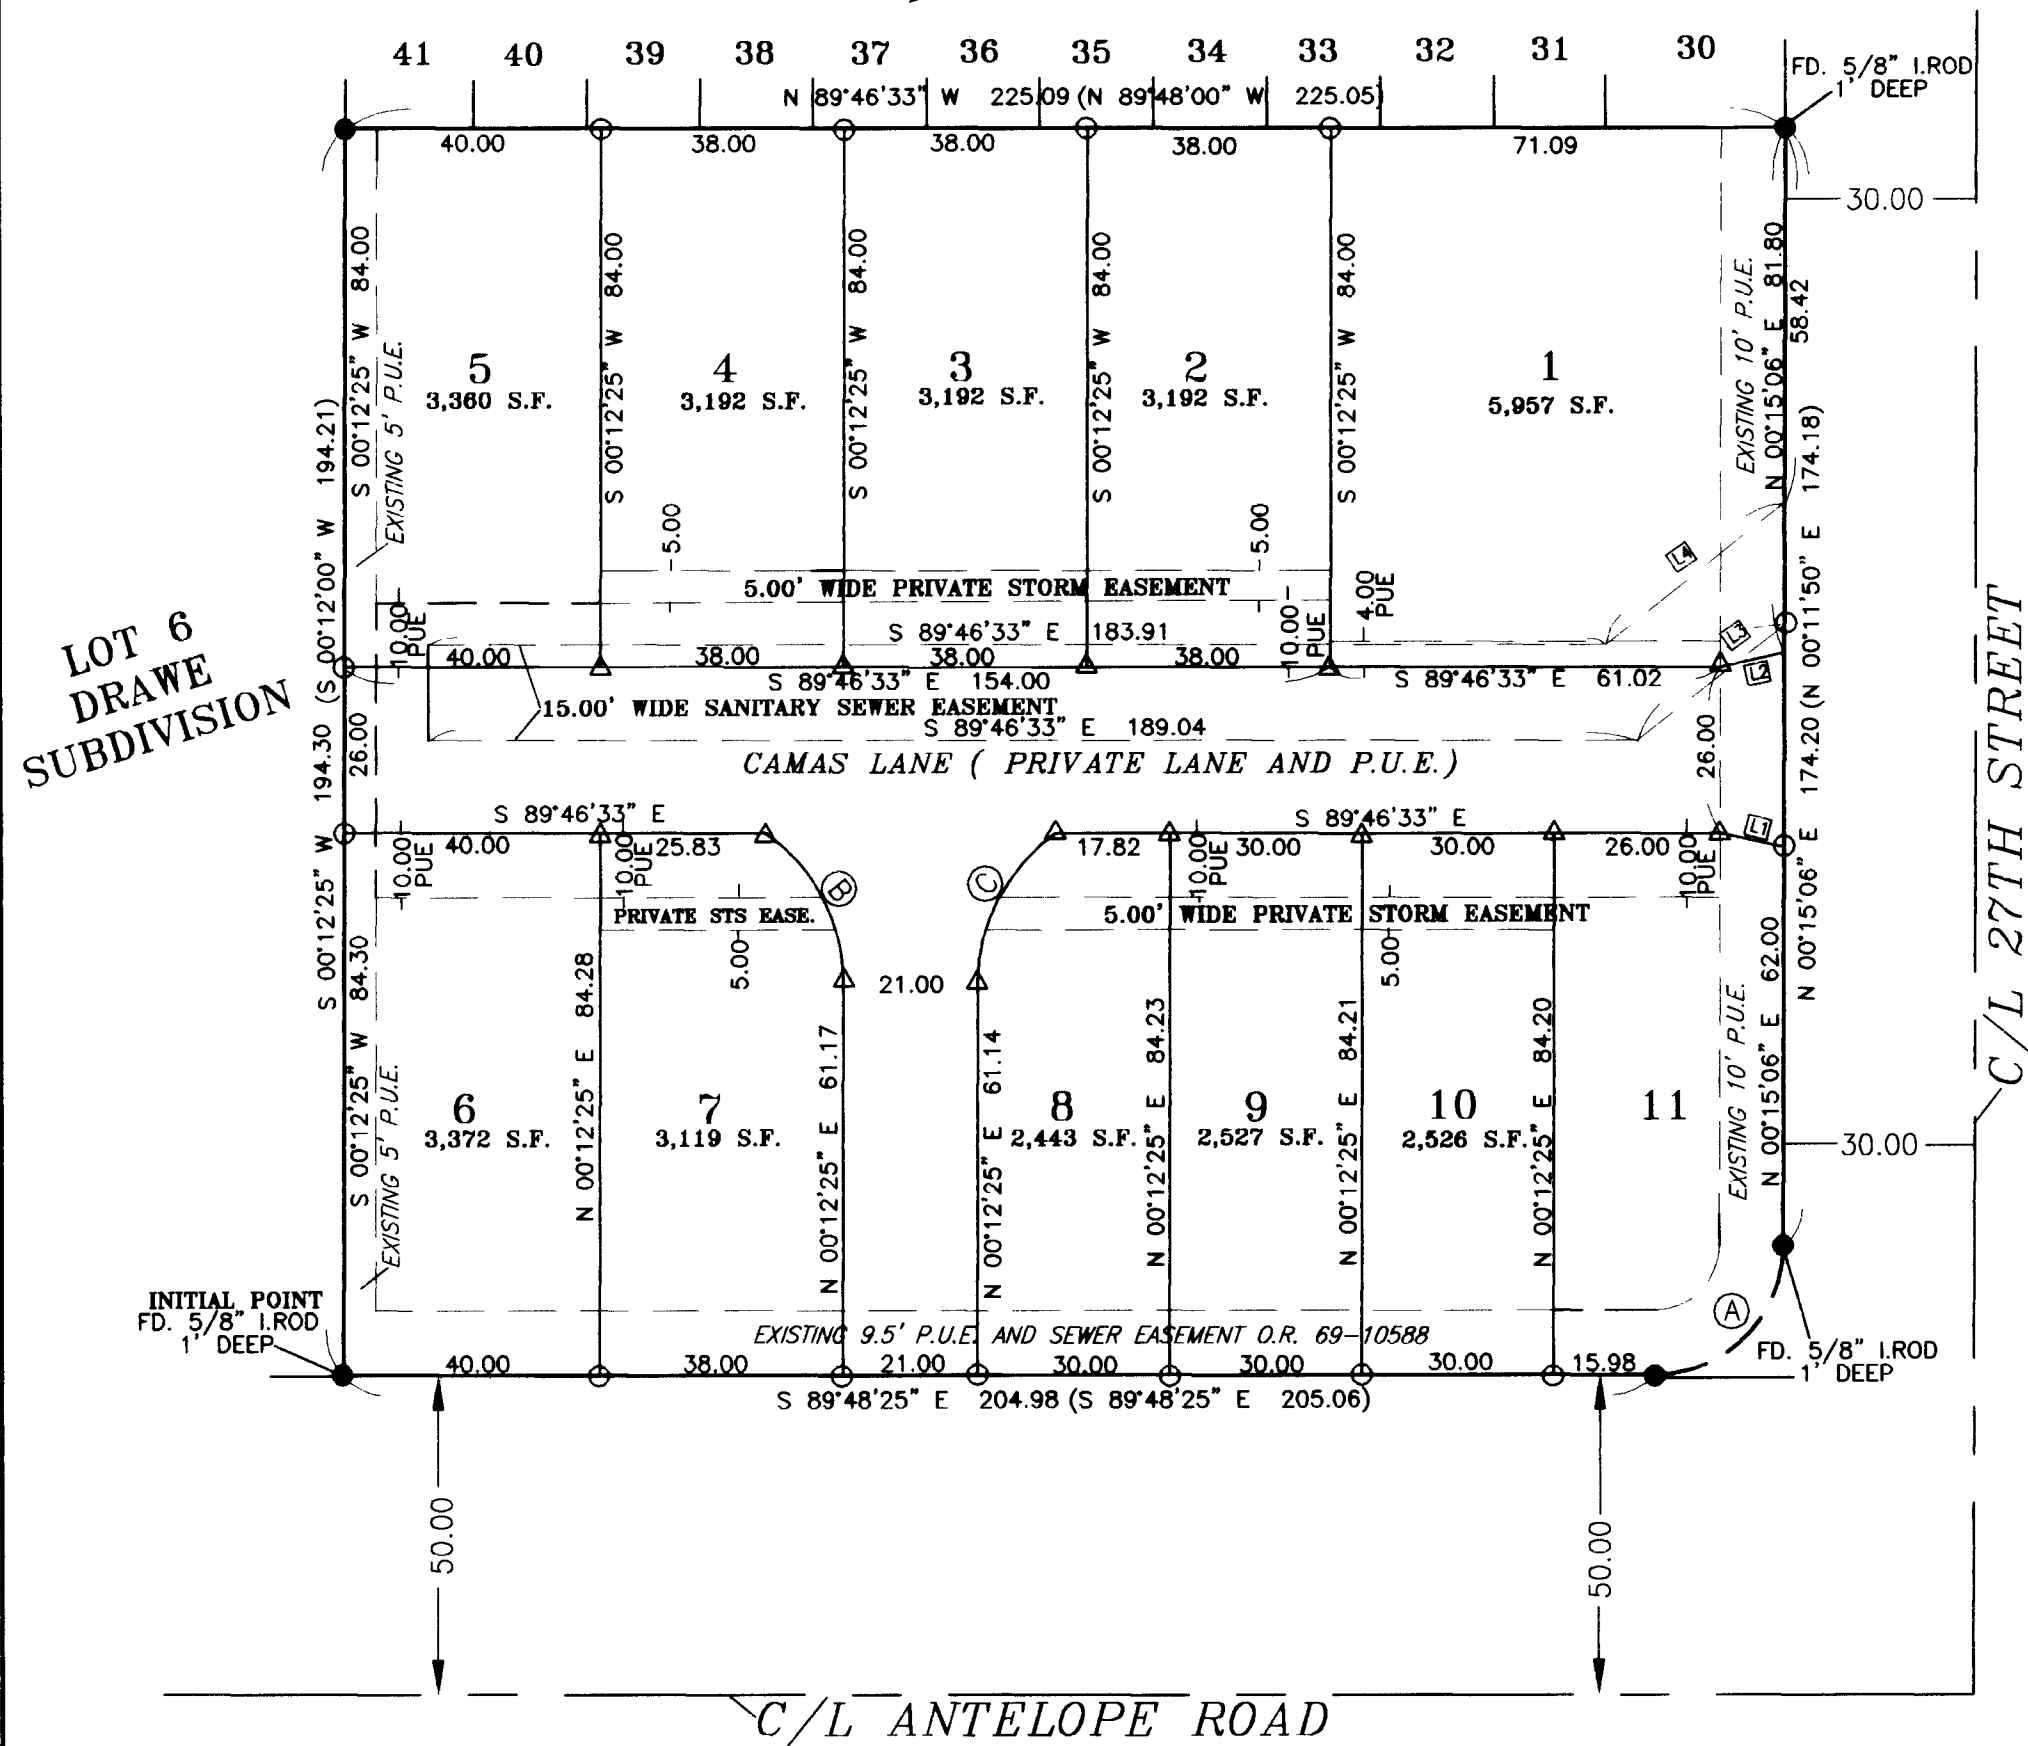 41 40 39 38 37 36 35 34 33 32 31 30
FD. 5/8" I.ROD
1' DEEP
N 89°46'33" W 225.09 (N 89°48'00" W 225.05)
40.00 38.00 38.00 38.00 71.09
30.00
S 00°12'25" W 84.00
S 00°12'25" W 84.00
S 00°12'25" W 84.00
S 00°12'25" W 84.00
S 00°12'25" W 84.00
N 00°15'06" E 81.80
58.42
EXISTING 5' P.U.E.
EXISTING 10' P.U.E.
5
3,360 S.F.
4
3,192 S.F.
3
3,192 S.F.
2
3,192 S.F.
1
5,957 S.F.
5.00
5.00
5.00' WIDE PRIVATE STORM EASEMENT
10.00
PUE
10.00
PUE
4.00
PUE
L4
L3
L2
S 89°46'33" E 183.91
40.00 38.00 38.00 38.00
S 89°46'33" E 154.00
S 89°46'33" E 61.02
15.00' WIDE SANITARY SEWER EASEMENT
S 89°46'33" E 189.04
CAMAS LANE ( PRIVATE LANE AND P.U.E.)
26.00
26.00
LOT 6
DRAWE
SUBDIVISION
S 00°12'25" W 194.30 (S 00°12'00" W 194.21)
N 00°15'06" E 174.20 (N 00°11'50" E 174.18)
C/L 27TH STREET
S 89°46'33" E
S 89°46'33" E
40.00 25.83 17.82 30.00 30.00 26.00
L1
10.00
PUE
10.00
PUE
10.00
PUE
10.00
PUE
B
C
PRIVATE STS EASE.
5.00' WIDE PRIVATE STORM EASEMENT
5.00
5.00
21.00
S 00°12'25" W 84.30
N 00°12'25" E 84.28
N 00°12'25" E 61.17
N 00°12'25" E 61.14
N 00°12'25" E 84.23
N 00°12'25" E 84.21
N 00°12'25" E 84.20
N 00°15'06" E 62.00
EXISTING 5' P.U.E.
EXISTING 10' P.U.E.
6
3,372 S.F.
7
3,119 S.F.
8
2,443 S.F.
9
2,527 S.F.
10
2,526 S.F.
11
30.00
A
INITIAL POINT
FD. 5/8" I.ROD
1' DEEP
EXISTING 9.5' P.U.E. AND SEWER EASEMENT O.R. 69-10588
40.00 38.00 21.00 30.00 30.00 30.00 15.98
FD. 5/8" I.ROD
1' DEEP
S 89°48'25" E 204.98 (S 89°48'25" E 205.06)
50.00
50.00
C/L ANTELOPE ROAD